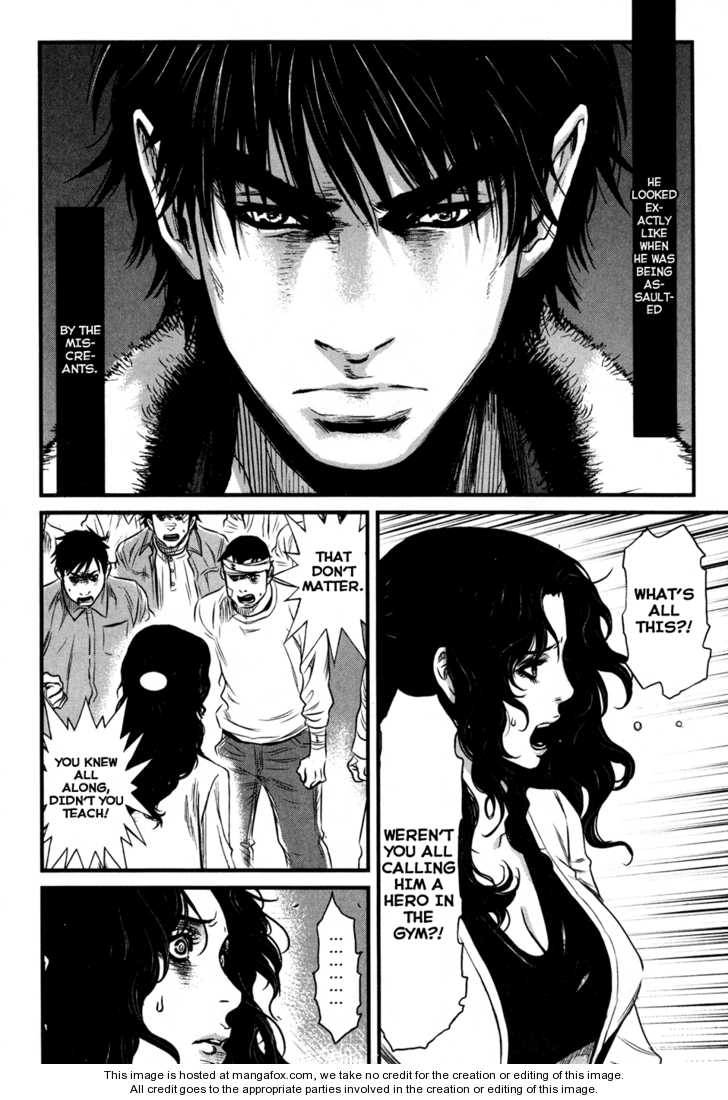 HE
LOOKED
EX-
ACTLY
LIKE
WHEN
HE WAS
BEING
AS-
SAULT-
ED
BY THE
MIS-
CRE-
ANTS.
WHAT'S
ALL
THIS?!
WEREN'T
YOU ALL
CALLING
HIM A
HERO IN
THE
GYM?!
THAT
DON'T
MATTER.
YOU KNEW
ALL
ALONG,
DIDN'T YOU
TEACH!
...
...
...
...
...
This image is hosted at mangafox.com, we take no credit for the creation or editing of this image.
All credit goes to the appropriate parties involved in the creation or editing of this image.